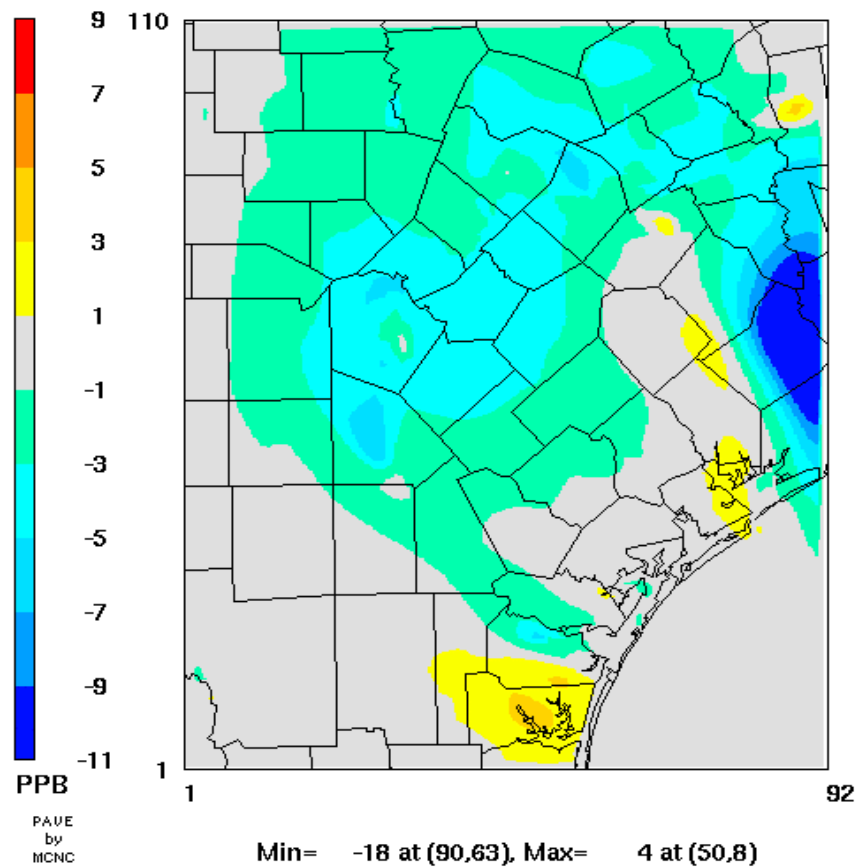 9
7
5
3
1
-1
-3
-5
-7
-9
-11
PPB
PAVE
by
MCNC
110
1
1 92
Min= -18 at (90,63), Max= 4 at (50,8)